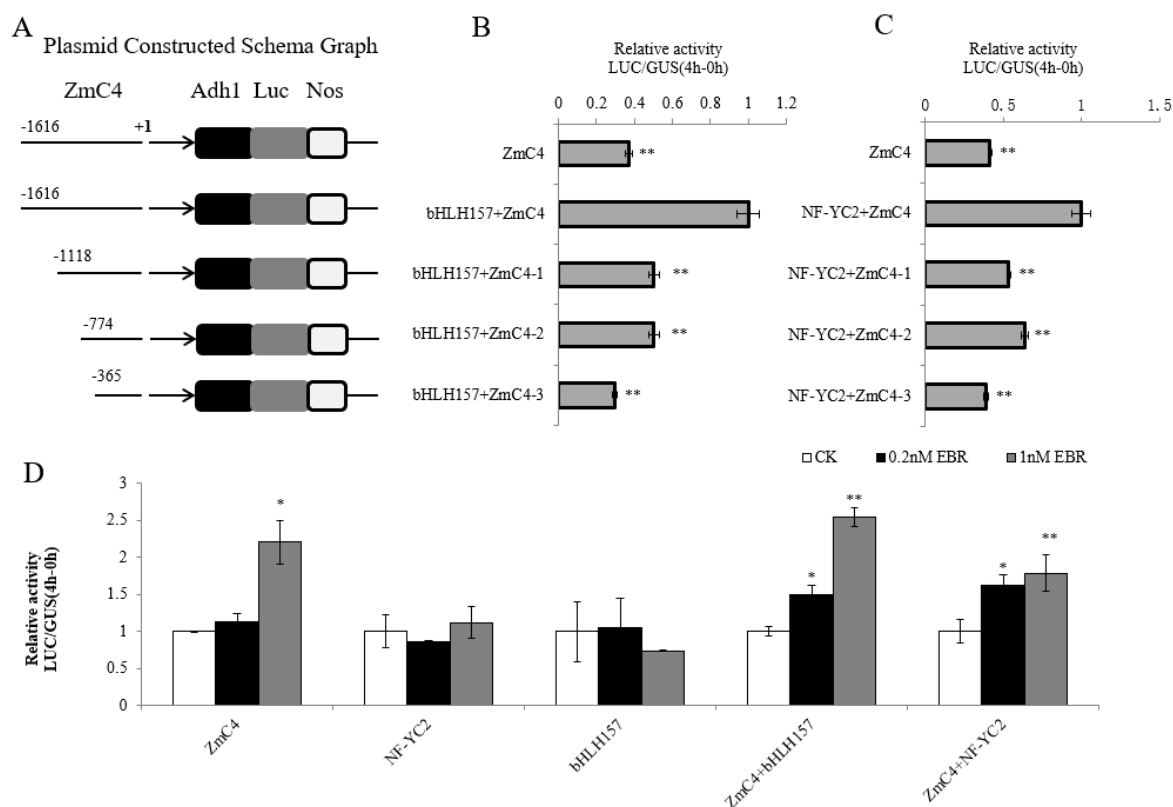 A
Plasmid Constructed Schema Graph
ZmC4 Adh1 Luc Nos
-1616 +1
-1616
-1118
-774
-365
B
Relative activity
LUC/GUS(4h-0h)
0 0.2 0.4 0.6 0.8 1 1.2
ZmC4 **
bHLH157+ZmC4
bHLH157+ZmC4-1 **
bHLH157+ZmC4-2 **
bHLH157+ZmC4-3 **
C
Relative activity
LUC/GUS(4h-0h)
0 0.5 1 1.5
ZmC4 **
NF-YC2+ZmC4
NF-YC2+ZmC4-1 **
NF-YC2+ZmC4-2 **
NF-YC2+ZmC4-3 **
D
CK 0.2nM EBR 1nM EBR
Relative activity
LUC/GUS(4h-0h)
3
2.5
2
1.5
1
0.5
0
* * ** * **
ZmC4
NF-YC2
bHLH157
ZmC4+bHLH157
ZmC4+NF-YC2